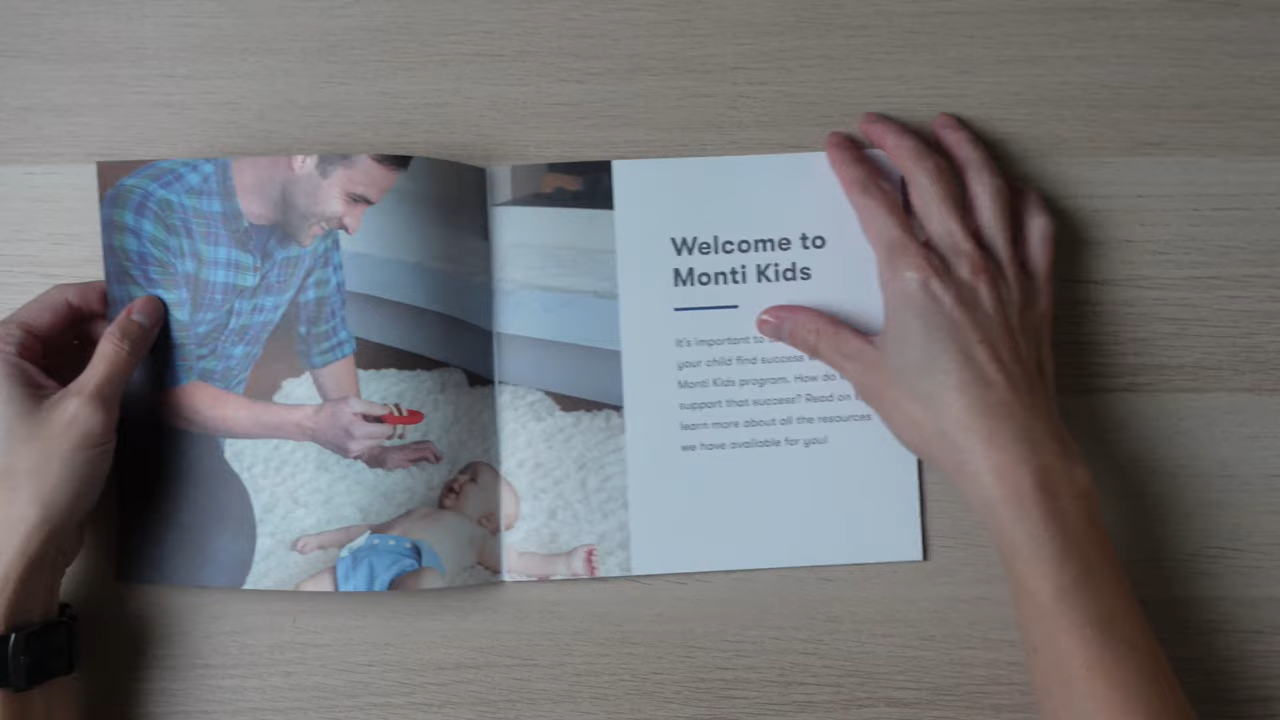 Welcome to
Monti Kids
It's important to
your child find success
Monti Kids program. How do
support that success? Read on
learn more about all the resources
we have available for you!